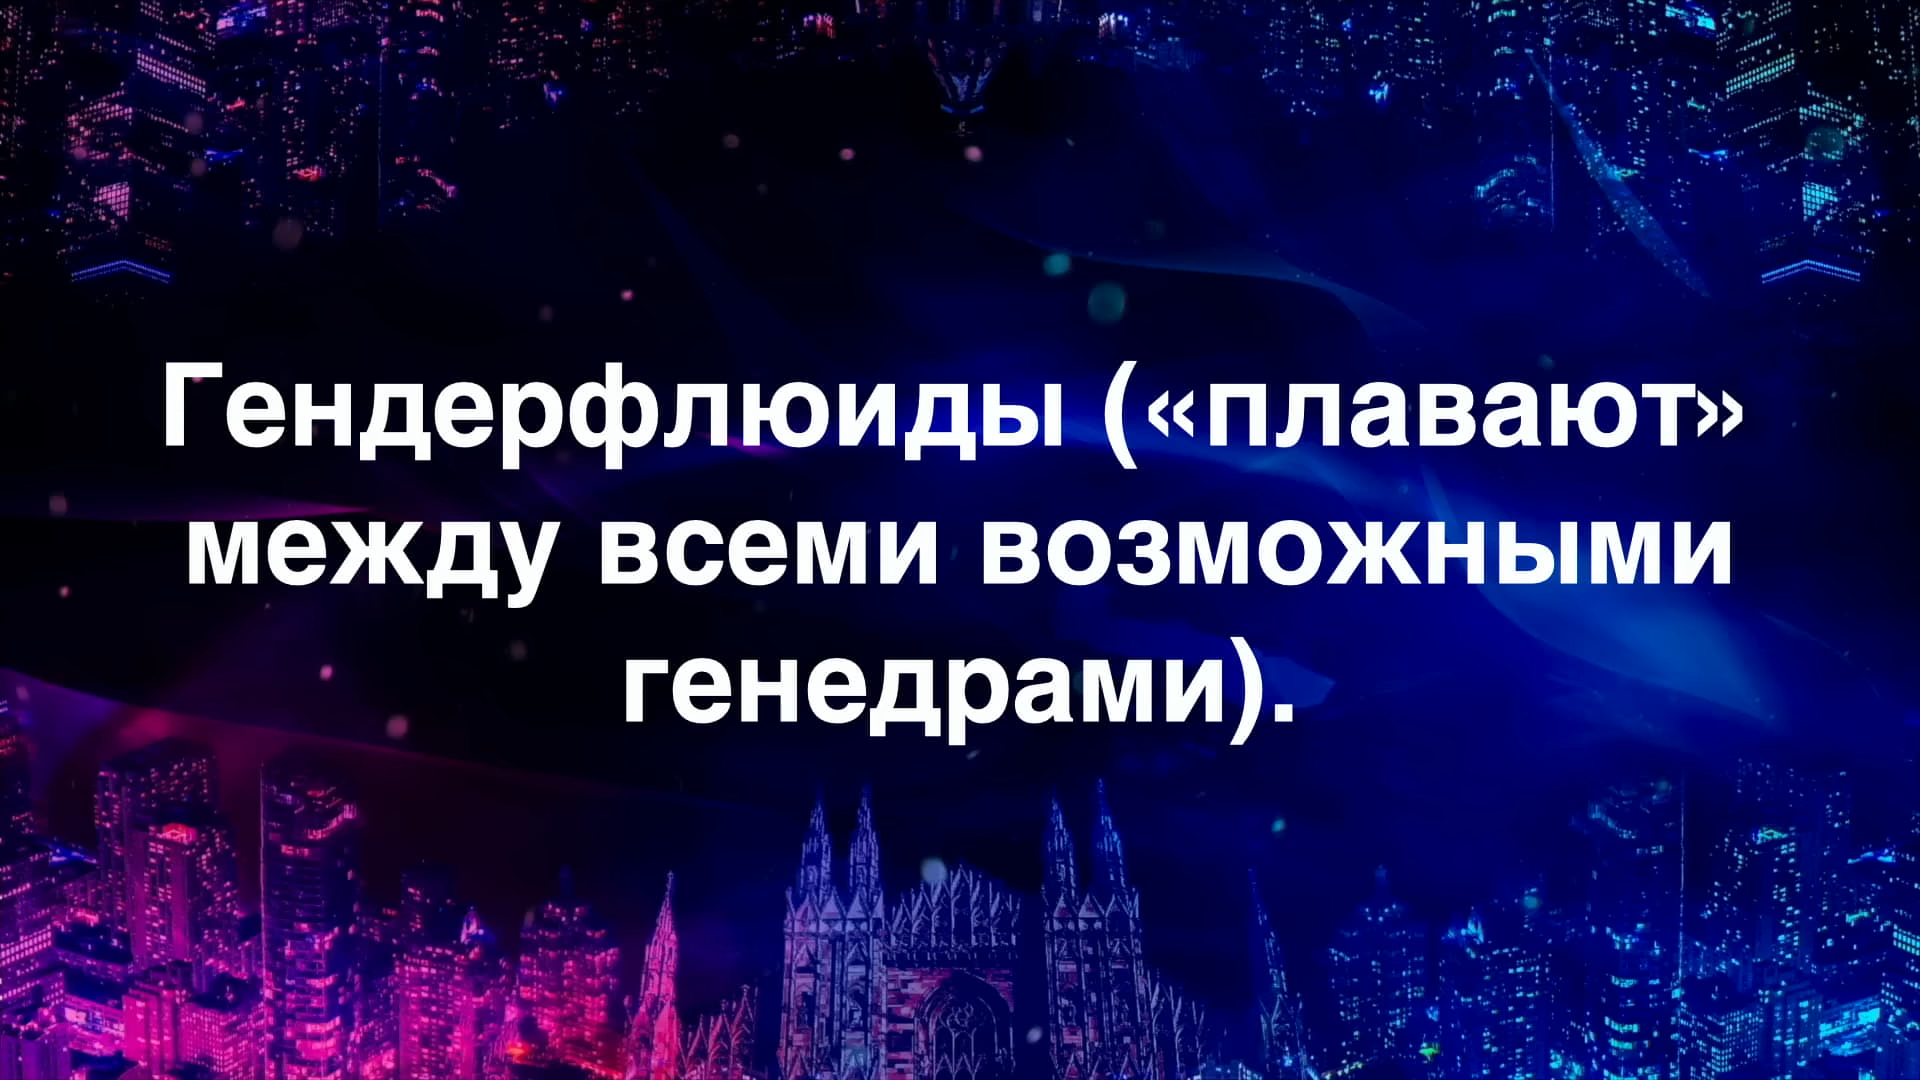 Гендерфлюиды («плавают»
между всеми возможными
генедрами).